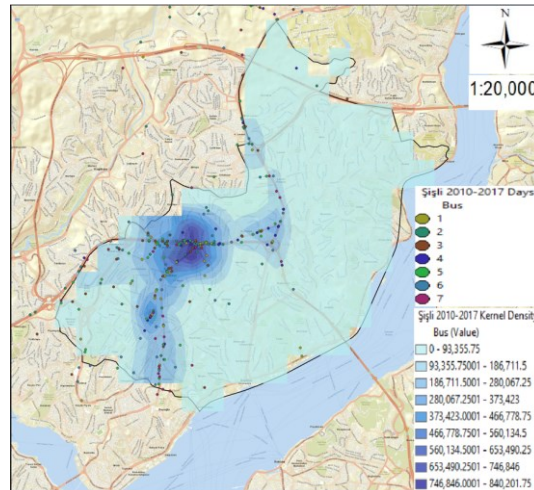 N
1:20,000
Şişli 2010-2017 Days
Bus
1
2
3
4
5
6
7
Şişli 2010-2017 Kernel Density
Bus (Value)
0 - 93,355.75
93,355.75001 - 186,711.5
186,711.5001 - 280,067.25
280,067.2501 - 373,423
373,423.0001 - 466,778.75
466,778.7501 - 560,134.5
560,134.5001 - 653,490.25
653,490.2501 - 746,846
746,846.0001 - 840,201.75